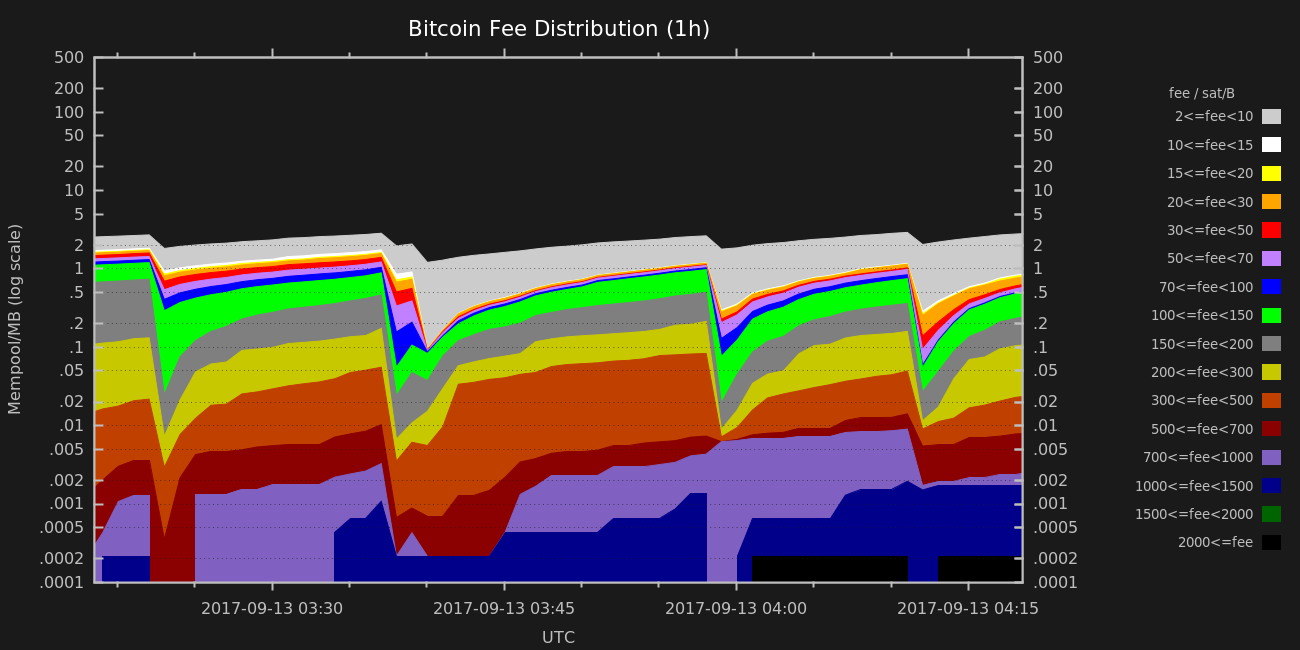 Bitcoin Fee Distribution (1h)
500 500
200 200
100 100
50 50
20 20
10 10
5 5
2 2
1 1
.5 .5
.2 .2
.1 .1
.05 .05
.02 .02
.01 .01
.005 .005
.002 .002
.001 .001
.0005 .0005
.0002 .0002
.0001 .0001
Mempool/MB (log scale)
2017-09-13 03:30 2017-09-13 03:45 2017-09-13 04:00 2017-09-13 04:15
UTC
fee / sat/B
2<=fee<10
10<=fee<15
15<=fee<20
20<=fee<30
30<=fee<50
50<=fee<70
70<=fee<100
100<=fee<150
150<=fee<200
200<=fee<300
300<=fee<500
500<=fee<700
700<=fee<1000
1000<=fee<1500
1500<=fee<2000
2000<=fee